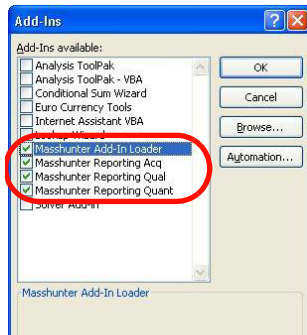 Add-Ins
Add-Ins available:
Analysis ToolPak
Analysis ToolPak - VBA
Conditional Sum Wizard
Euro Currency Tools
Internet Assistant VBA
Lookup Wizard
Masshunter Add-In Loader
Masshunter Reporting Acq
Masshunter Reporting Qual
Masshunter Reporting Quant
Solver Add-in
OK
Cancel
Browse...
Automation...
Masshunter Add-In Loader